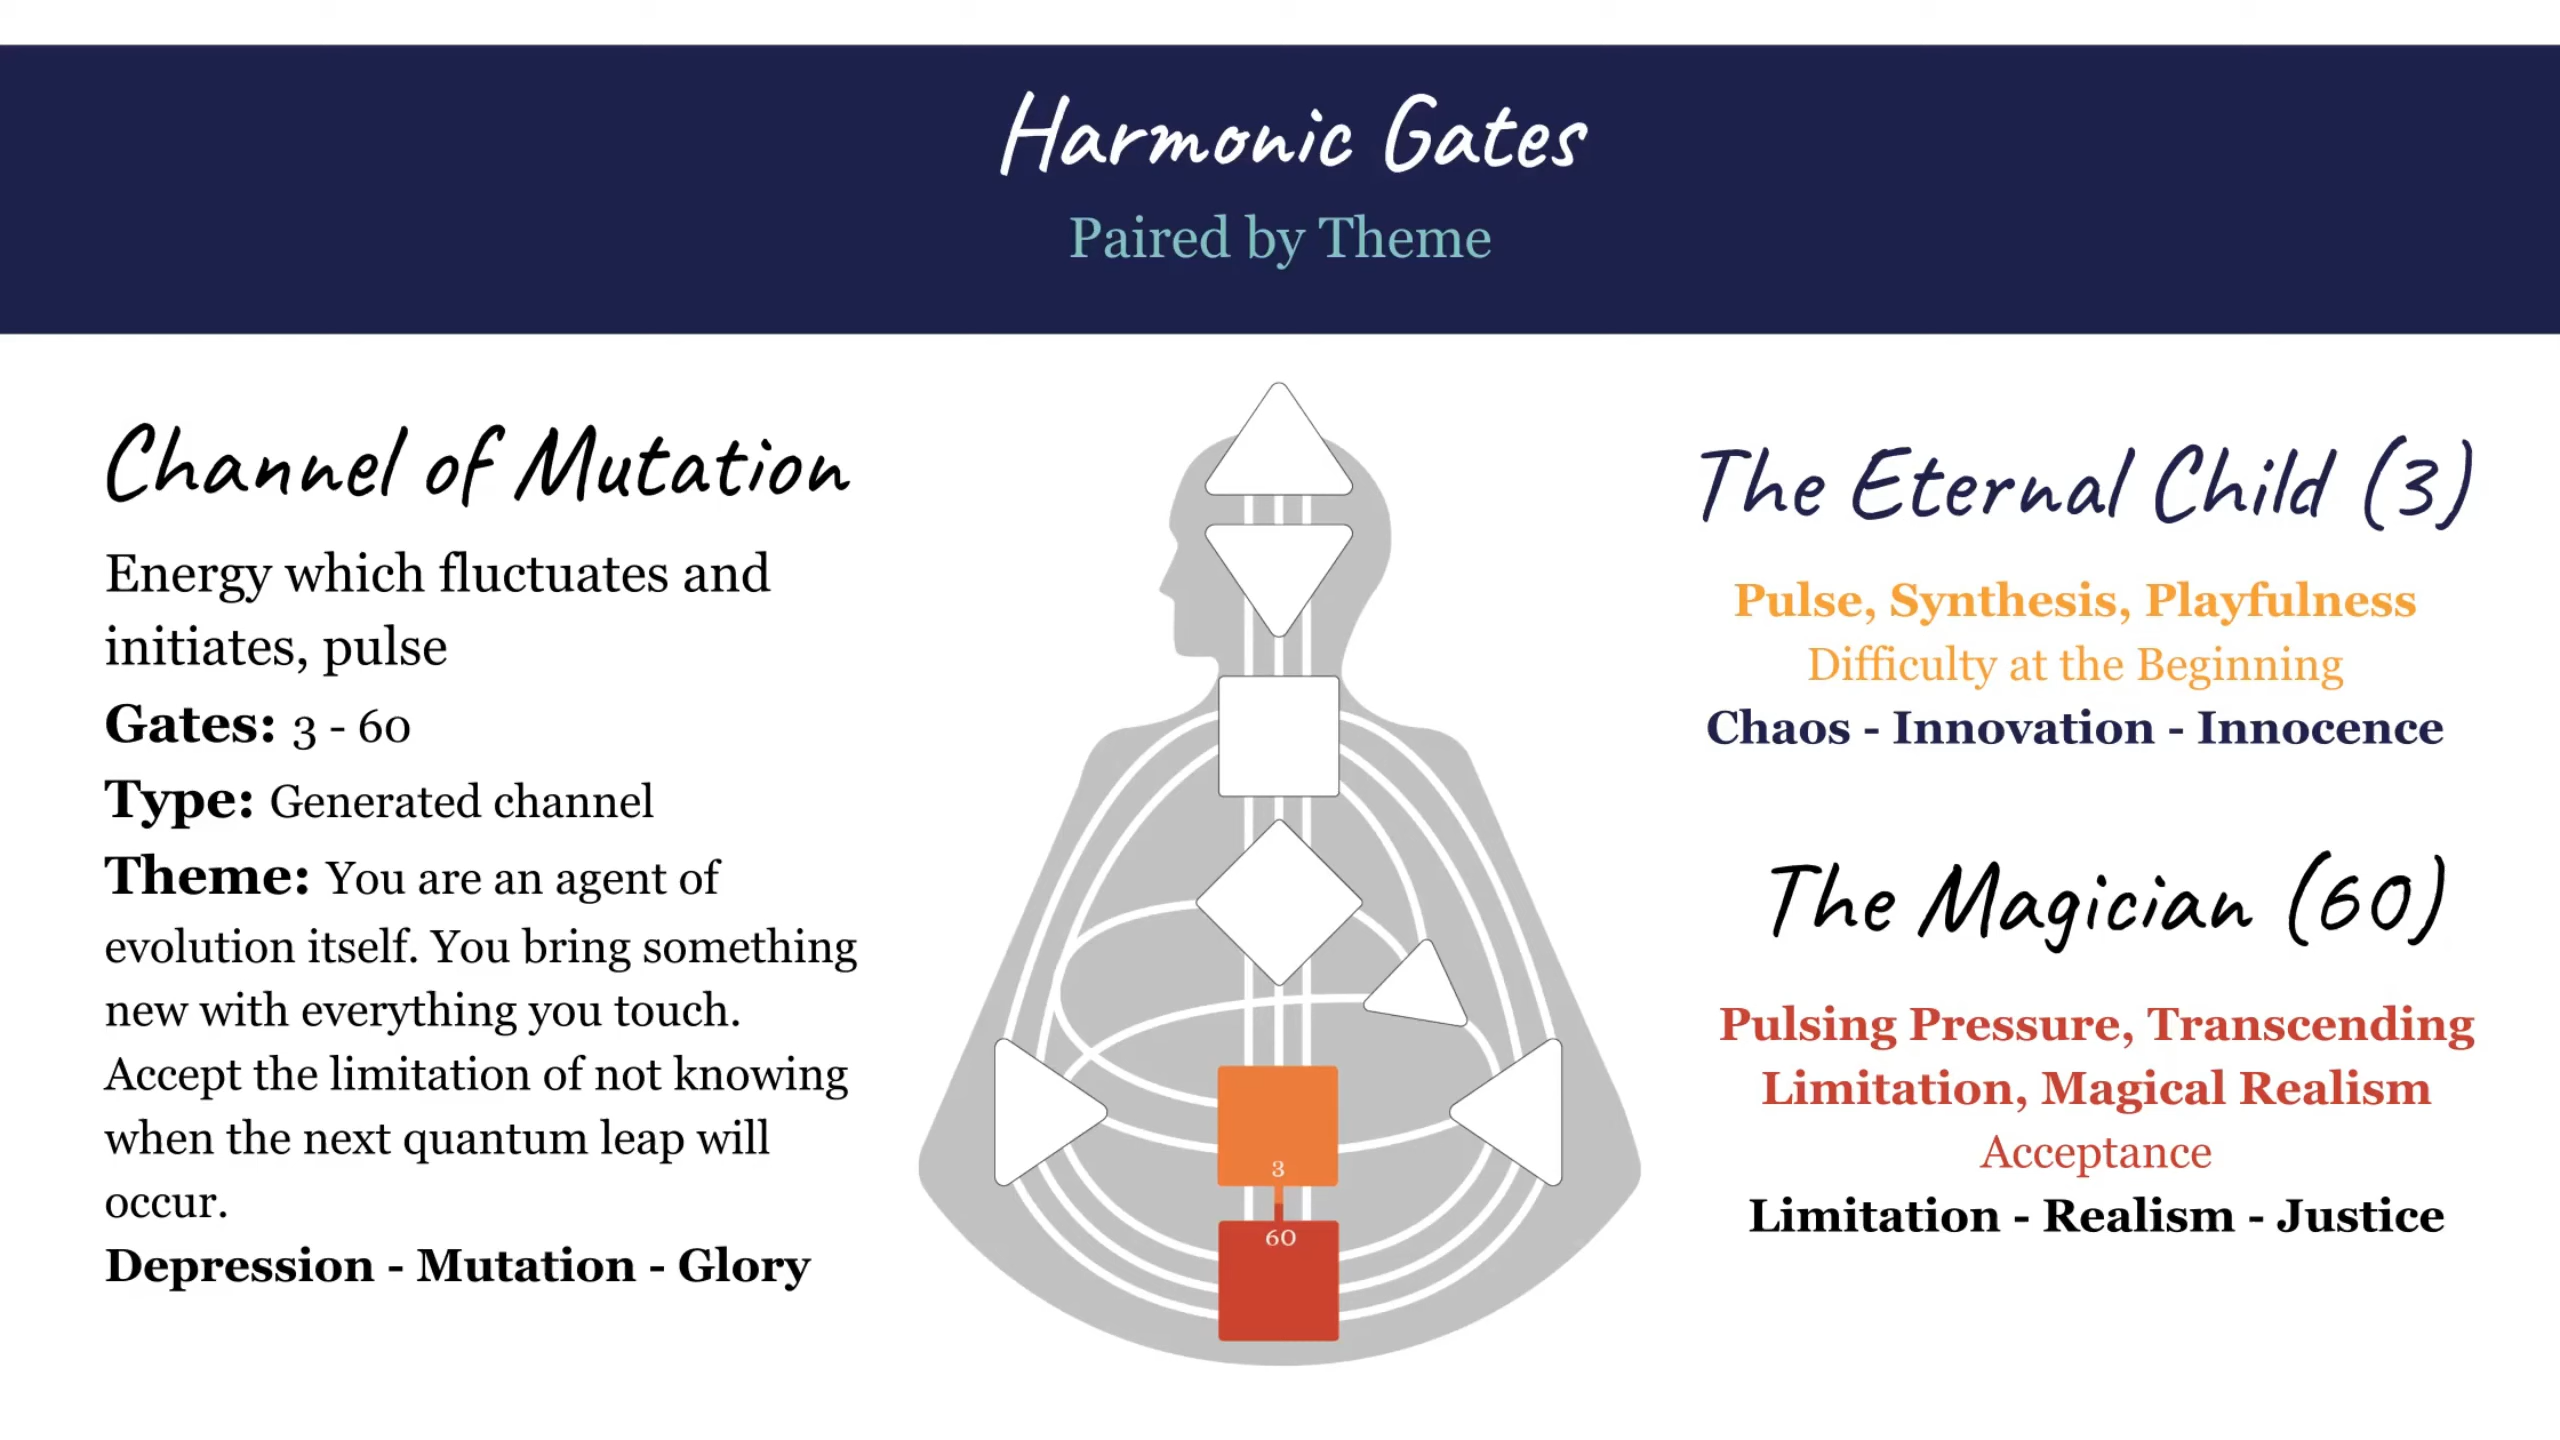 Harmonic Gates
Paired by Theme
Channel of Mutation
Energy which fluctuates and
initiates, pulse
Gates: 3 - 60
Type: Generated channel
Theme: You are an agent of
evolution itself. You bring something
new with everything you touch.
Accept the limitation of not knowing
when the next quantum leap will
occur.
Depression - Mutation - Glory
3
60
The Eternal Child (3)
Pulse, Synthesis, Playfulness
Difficulty at the Beginning
Chaos - Innovation - Innocence
The Magician (60)
Pulsing Pressure, Transcending
Limitation, Magical Realism
Acceptance
Limitation - Realism - Justice